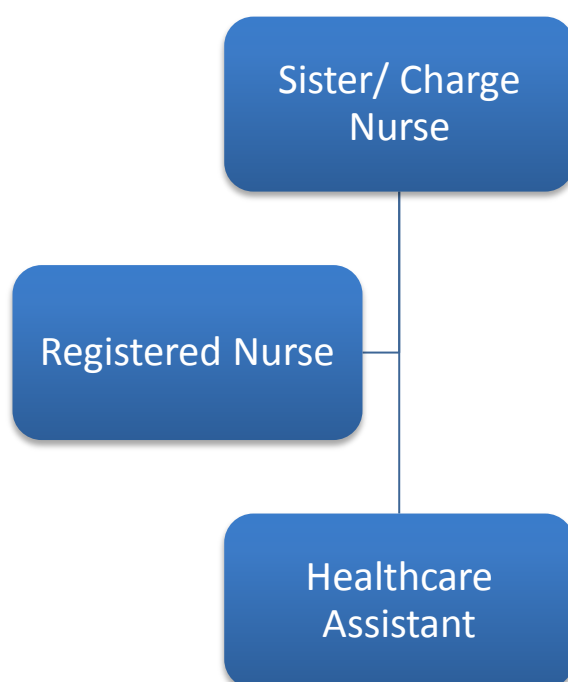 Sister/ Charge
Nurse
Registered Nurse
Healthcare
Assistant